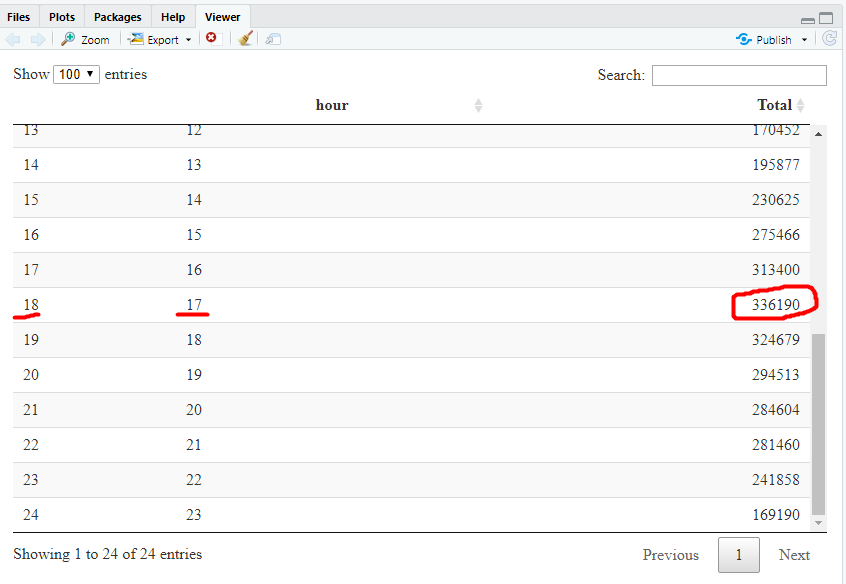 Files Plots Packages Help Viewer
Zoom Export Publish
Show 100 entries Search:
hour Total
13 12 170452
14 13 195877
15 14 230625
16 15 275466
17 16 313400
18 17 336190
19 18 324679
20 19 294513
21 20 284604
22 21 281460
23 22 241858
24 23 169190
Showing 1 to 24 of 24 entries Previous 1 Next